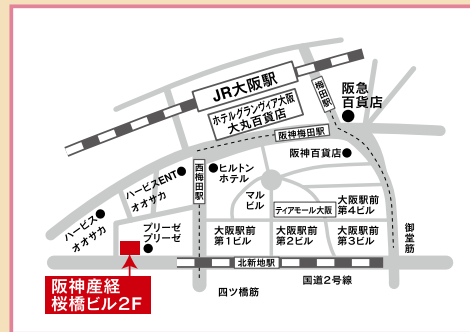 JR大阪駅
ホテルグランヴィア大阪
大丸百貨店
梅田駅
阪急
百貨店
阪神梅田駅
阪神百貨店
西梅田駅
ヒルトン
ホテル
ハービスENT
オオサカ
ハービス
オオサカ
マル
ビル
ティアモール大阪
大阪駅前
第4ビル
ブリーゼ
ブリーゼ
大阪駅前
第1ビル
大阪駅前
第2ビル
大阪駅前
第3ビル
御堂筋
北新地駅
国道2号線
四ツ橋筋
阪神産経
桜橋ビル2F